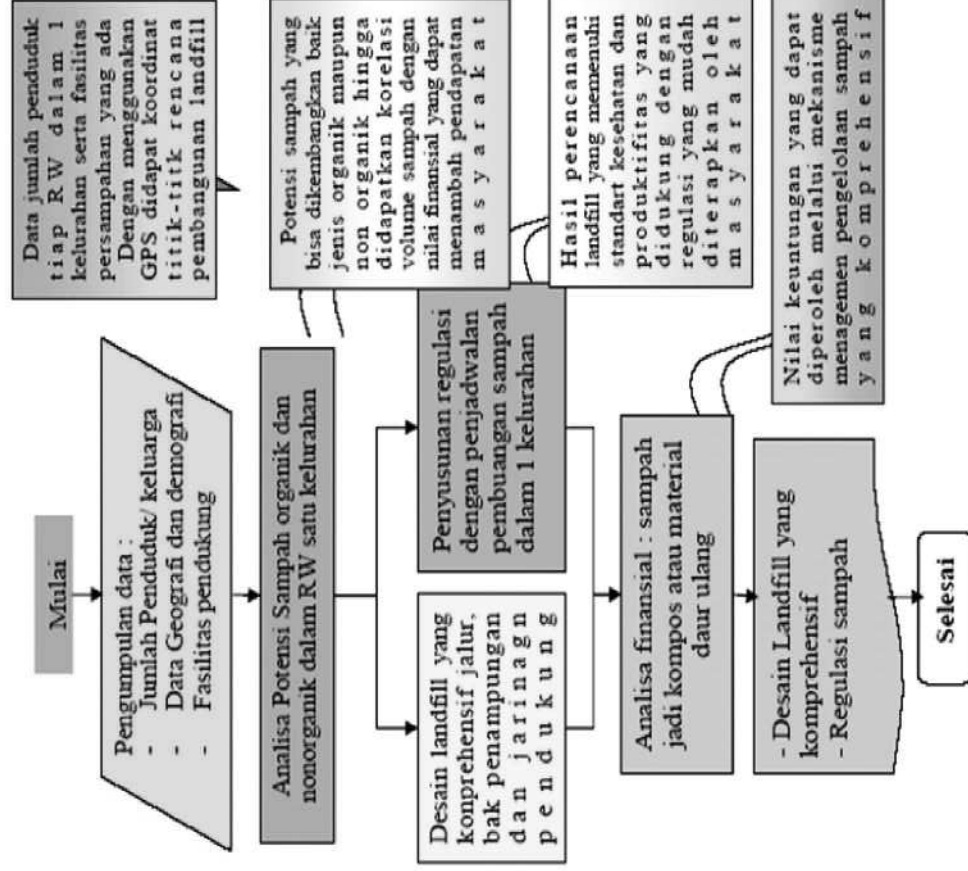 Mulai
Pengumpulan data :
- Jumlah Penduduk/ keluarga
- Data Geografi dan demografi
- Fasilitas pendukung
Data jumlah penduduk
tiap RW dalam 1
kelurahan serta fasilitas
persampahan yang ada
Dengan menggunakan
GPS didapat koordinat
titik-titk rencana
pembangunan landfill
Analisa Potensi Sampah organik dan
nonorganik dalam RW satu kelurahan
Potensi sampah yang
bisa dikembangkan baik
jenis organik maupun
non organik hingga
didapatkan korelasi
volume sampah dengan
nilai finansial yang dapat
menambah pendapatan
masyarakat
Desain landfill yang
konprehensif jalur,
bak penampungan
dan jarinagn
pendukung
Penyusunan regulasi
dengan penjadwalan
pembuangan sampah
dalam 1 kelurahan
Hasil perencanaan
landfill yang memenuhi
standart kesehatan dan
produktifitas yang
didukung dengan
regulasi yang mudah
diterapkan oleh
masyarakat
Analisa finansial : sampah
jadi kompos atau material
daur ulang
Nilai keuntungan yang dapat
diperoleh melalui mekanisme
menagemen pengelolaan sampah
yang komprehensif
- Desain Landfill yang
komprehensif
- Regulasi sampah
Selesai